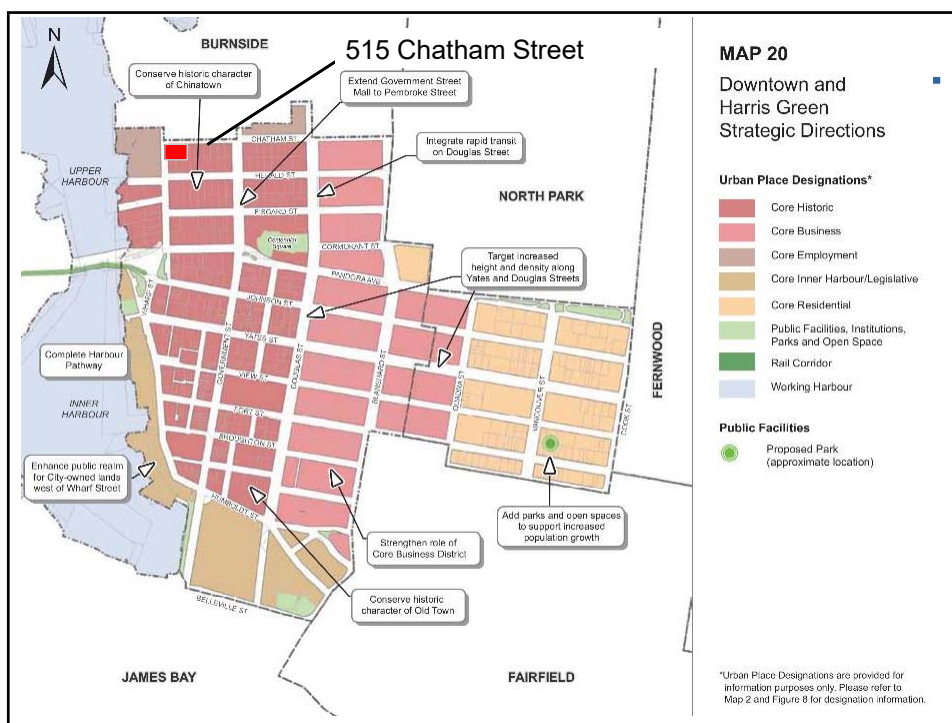 N
BURNSIDE
515 Chatham Street
Conserve historic character
of Chinatown
Extend Government Street
Mall to Pembroke Street
Integrate rapid transit
on Douglas Street
CHATHAM ST
UPPER
HARBOUR
HERALD ST
FISGARD ST
NORTH PARK
Centennial
Square
CORMORANT ST
PANDORA AVE
Target increased
height and density along
Yates and Douglas Streets
WHARF ST
JOHNSON ST
YATES ST
GOVERNMENT ST
DOUGLAS ST
VIEW ST
BLANSHARD ST
QUADRA ST
VANCOUVER ST
COOK ST
FERNWOOD
Complete Harbour
Pathway
INNER
HARBOUR
FORT ST
BROUGHTON ST
Enhance public realm
for City-owned lands
west of Wharf Street
HUMBOLDT ST
Add parks and open spaces
to support increased
population growth
Strengthen role of
Core Business District
Conserve historic
character of Old Town
BELLEVILLE ST
JAMES BAY
FAIRFIELD
MAP 20
Downtown and
Harris Green
Strategic Directions
Urban Place Designations*
Core Historic
Core Business
Core Employment
Core Inner Harbour/Legislative
Core Residential
Public Facilities, Institutions,
Parks and Open Space
Rail Corridor
Working Harbour
Public Facilities
Proposed Park
(approximate location)
*Urban Place Designations are provided for
information purposes only. Please refer to
Map 2 and Figure 8 for designation information.